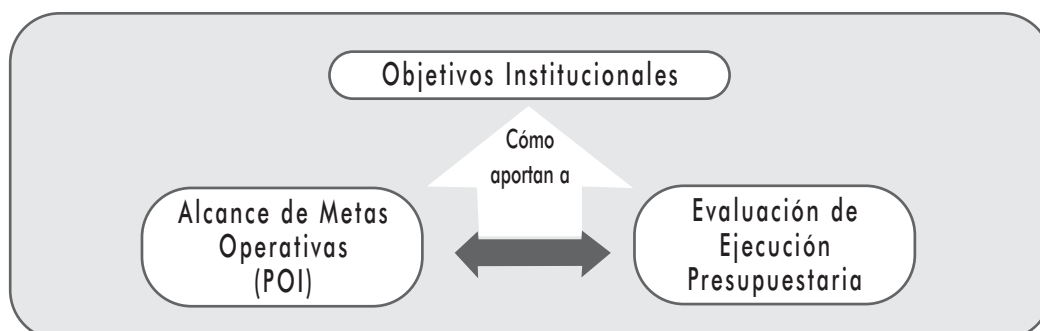 Objetivos Institucionales
Cómo
aportan a
Alcance de Metas
Operativas
(POI)
Evaluación de
Ejecución
Presupuestaria